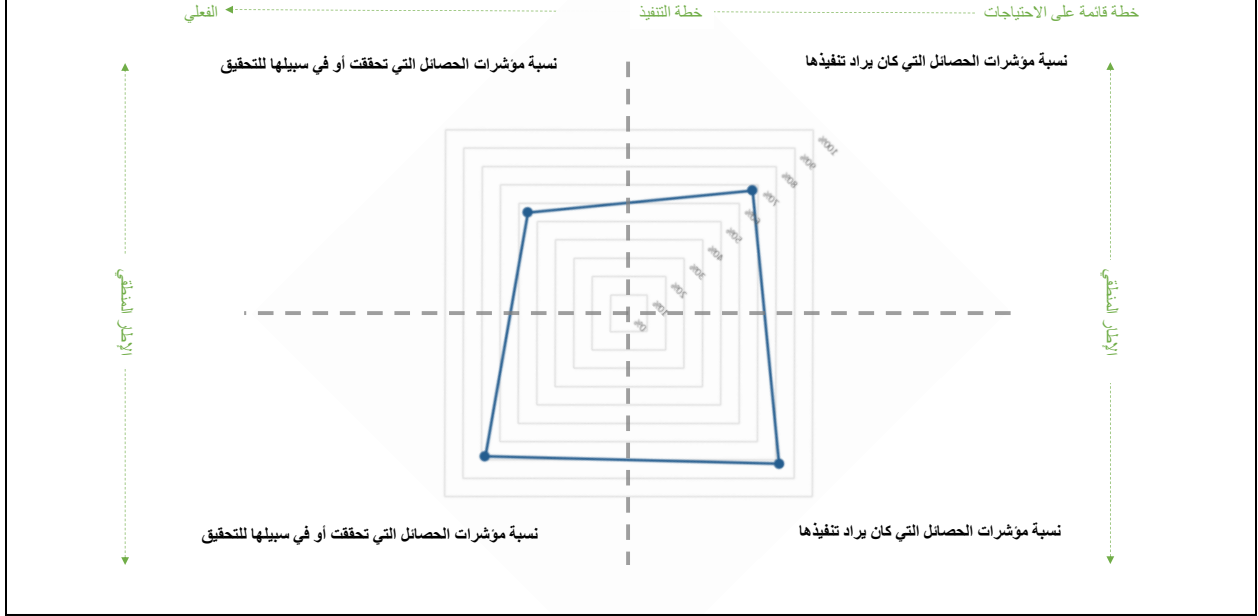 خطة قائمة على الاحتياجات
خطة التنفيذ
الفعلي
نسبة مؤشرات الحصائل التي كان يراد تنفيذها
نسبة مؤشرات الحصائل التي تحققت أو في سبيلها للتحقيق
100%
90%
80%
70%
60%
50%
40%
30%
20%
10%
0%
الإطار المنطقي
الإطار المنطقي
نسبة مؤشرات الحصائل التي كان يراد تنفيذها
نسبة مؤشرات الحصائل التي تحققت أو في سبيلها للتحقيق